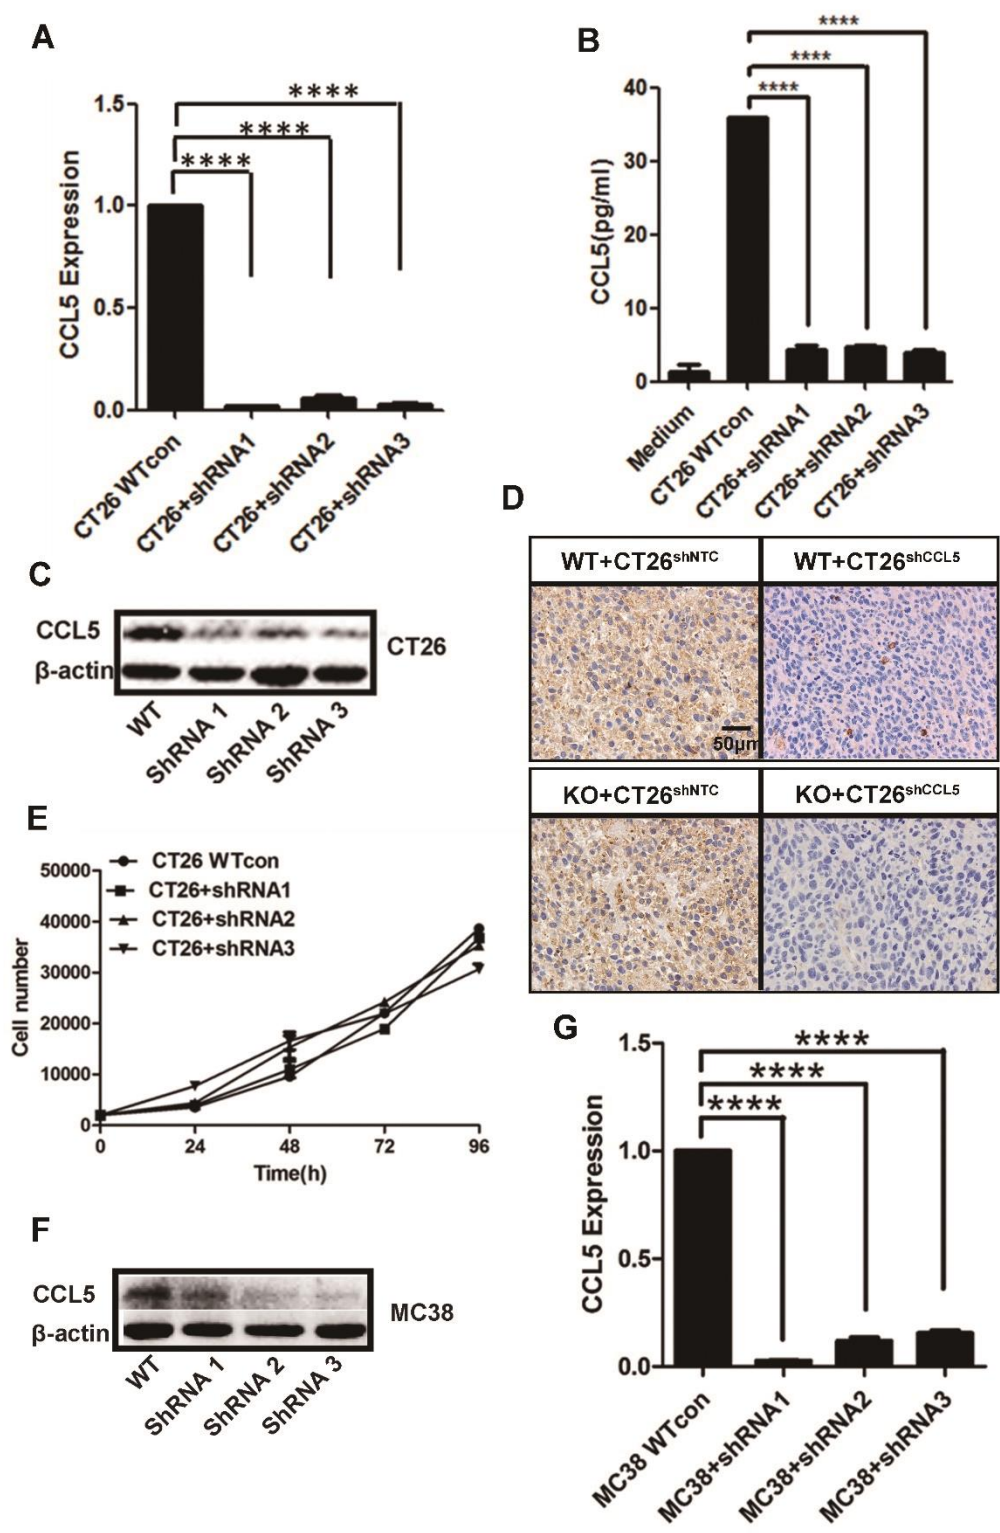 A
CCL5 Expression
1.5
1.0
0.5
0.0
****
****
****
CT26 WTcon
CT26+shRNA1
CT26+shRNA2
CT26+shRNA3
B
CCL5(pg/ml)
40
30
20
10
0
****
****
****
Medium
CT26 WTcon
CT26+shRNA1
CT26+shRNA2
CT26+shRNA3
C
CCL5
β-actin
CT26
WT
ShRNA 1
ShRNA 2
ShRNA 3
D
WT+CT26shNTC
WT+CT26shCCL5
50μm
KO+CT26shNTC
KO+CT26shCCL5
E
CT26 WTcon
CT26+shRNA1
CT26+shRNA2
CT26+shRNA3
Cell number
50000
40000
30000
20000
10000
0
0 24 48 72 96
Time(h)
F
CCL5
β-actin
MC38
WT
ShRNA 1
ShRNA 2
ShRNA 3
G
CCL5 Expression
1.5
1.0
0.5
0.0
****
****
****
MC38 WTcon
MC38+shRNA1
MC38+shRNA2
MC38+shRNA3